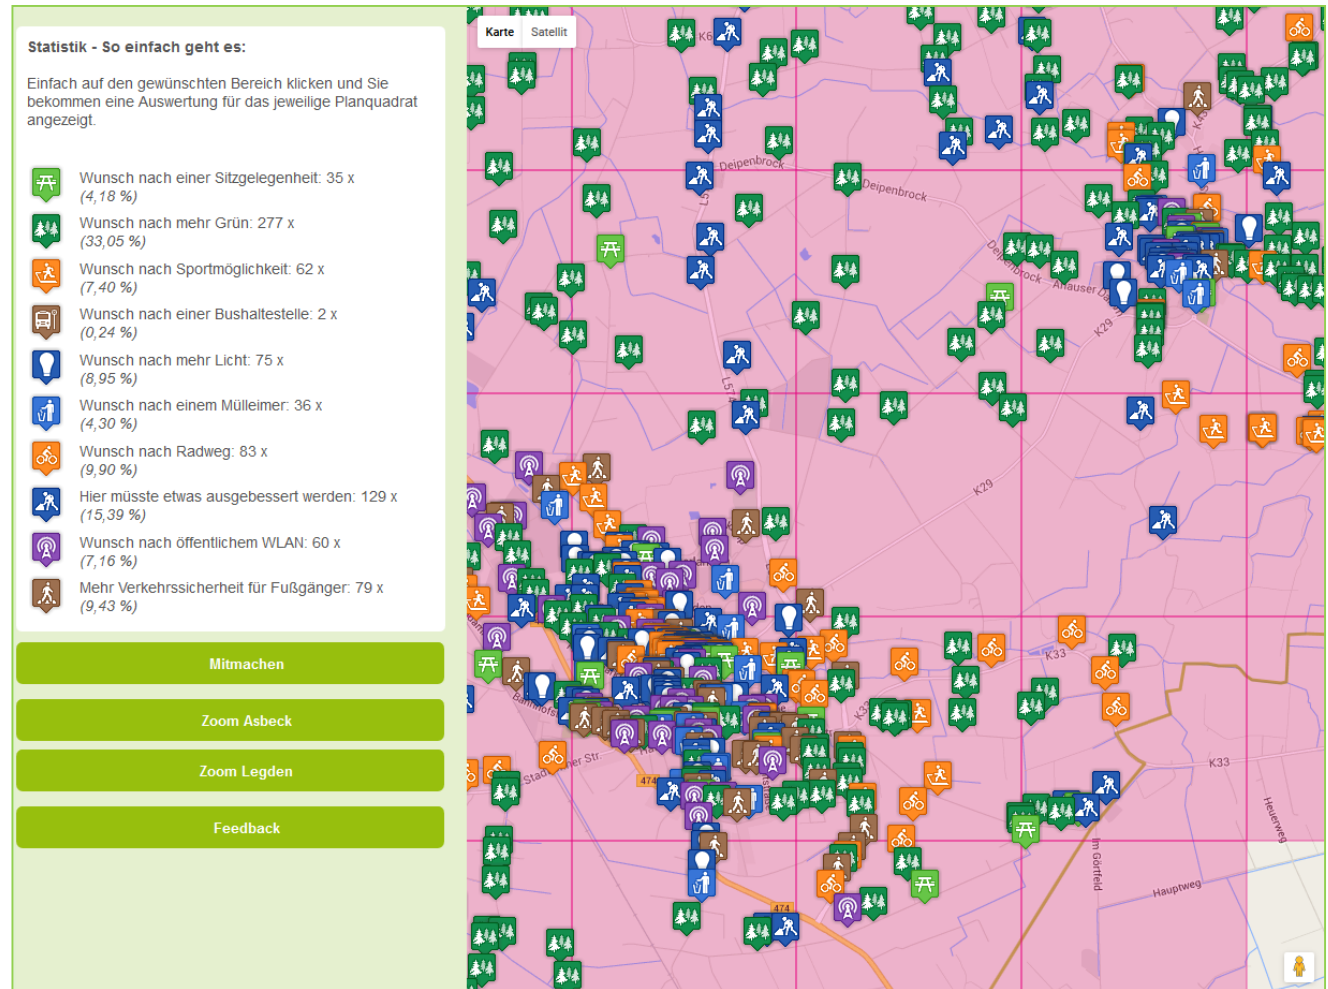 Statistik - So einfach geht es:
Einfach auf den gewünschten Bereich klicken und Sie
bekommen eine Auswertung für das jeweilige Planquadrat
angezeigt.
Wunsch nach einer Sitzgelegenheit: 35 x
(4,18 %)
Wunsch nach mehr Grün: 277 x
(33,05 %)
Wunsch nach Sportmöglichkeit: 62 x
(7,40 %)
Wunsch nach einer Bushaltestelle: 2 x
(0,24 %)
Wunsch nach mehr Licht: 75 x
(8,95 %)
Wunsch nach einem Mülleimer: 36 x
(4,30 %)
Wunsch nach Radweg: 83 x
(9,90 %)
Hier müsste etwas ausgebessert werden: 129 x
(15,39 %)
Wunsch nach öffentlichem WLAN: 60 x
(7,16 %)
Mehr Verkehrssicherheit für Fußgänger: 79 x
(9,43 %)
Mitmachen
Zoom Asbeck
Zoom Legden
Feedback
Karte
Satellit
Deipenbrock
Deipenbrock
Deipenbrock
K29
K29
K33
K33
K33
474
474
Im Görtfeld
Hauptweg
Heuerweg